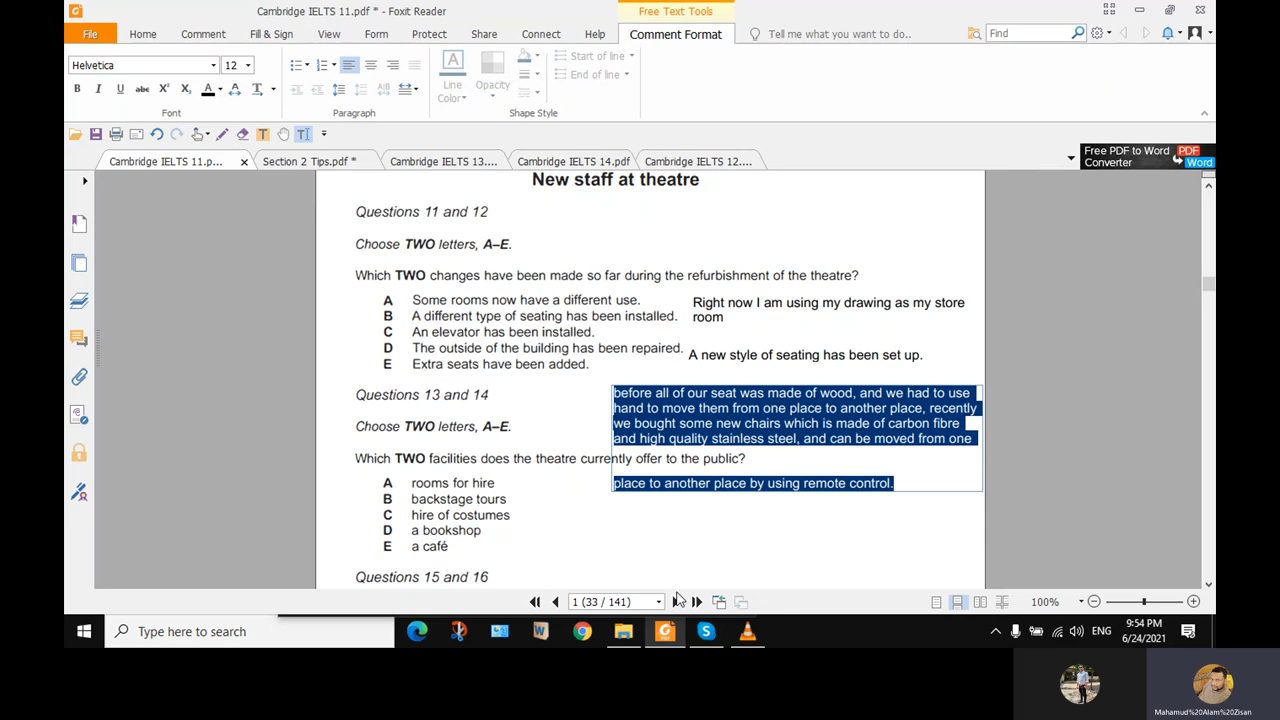 Cambridge IELTS 11.pdf * - Foxit Reader
Free Text Tools
File Home Comment Fill & Sign View Form Protect Share Connect Help Comment Format Tell me what you want to do.. Find
Helvetica 12
Line Color Opacity
Start of line
End of line
B I U abc X² X₂ A A T
Font Paragraph Shape Style
Cambridge IELTS 11.p... Section 2 Tips.pdf * Cambridge IELTS 13.... Cambridge IELTS 14.pdf Cambridge IELTS 12....
Free PDF to Word Converter
PDF Word
New staff at theatre
Questions 11 and 12
Choose TWO letters, A–E.
Which TWO changes have been made so far during the refurbishment of the theatre?
A Some rooms now have a different use.
B A different type of seating has been installed.
C An elevator has been installed.
D The outside of the building has been repaired.
E Extra seats have been added.
Right now I am using my drawing as my store
room
A new style of seating has been set up.
before all of our seat was made of wood, and we had to use
hand to move them from one place to another place, recently
we bought some new chairs which is made of carbon fibre
and high quality stainless steel, and can be moved from one
place to another place by using remote control.
Questions 13 and 14
Choose TWO letters, A–E.
Which TWO facilities does the theatre currently offer to the public?
A rooms for hire
B backstage tours
C hire of costumes
D a bookshop
E a café
Questions 15 and 16
1 (33 / 141) 100%
Type here to search
ENG
9:54 PM
6/24/2021
Mahamud%20Alam%20Zisan